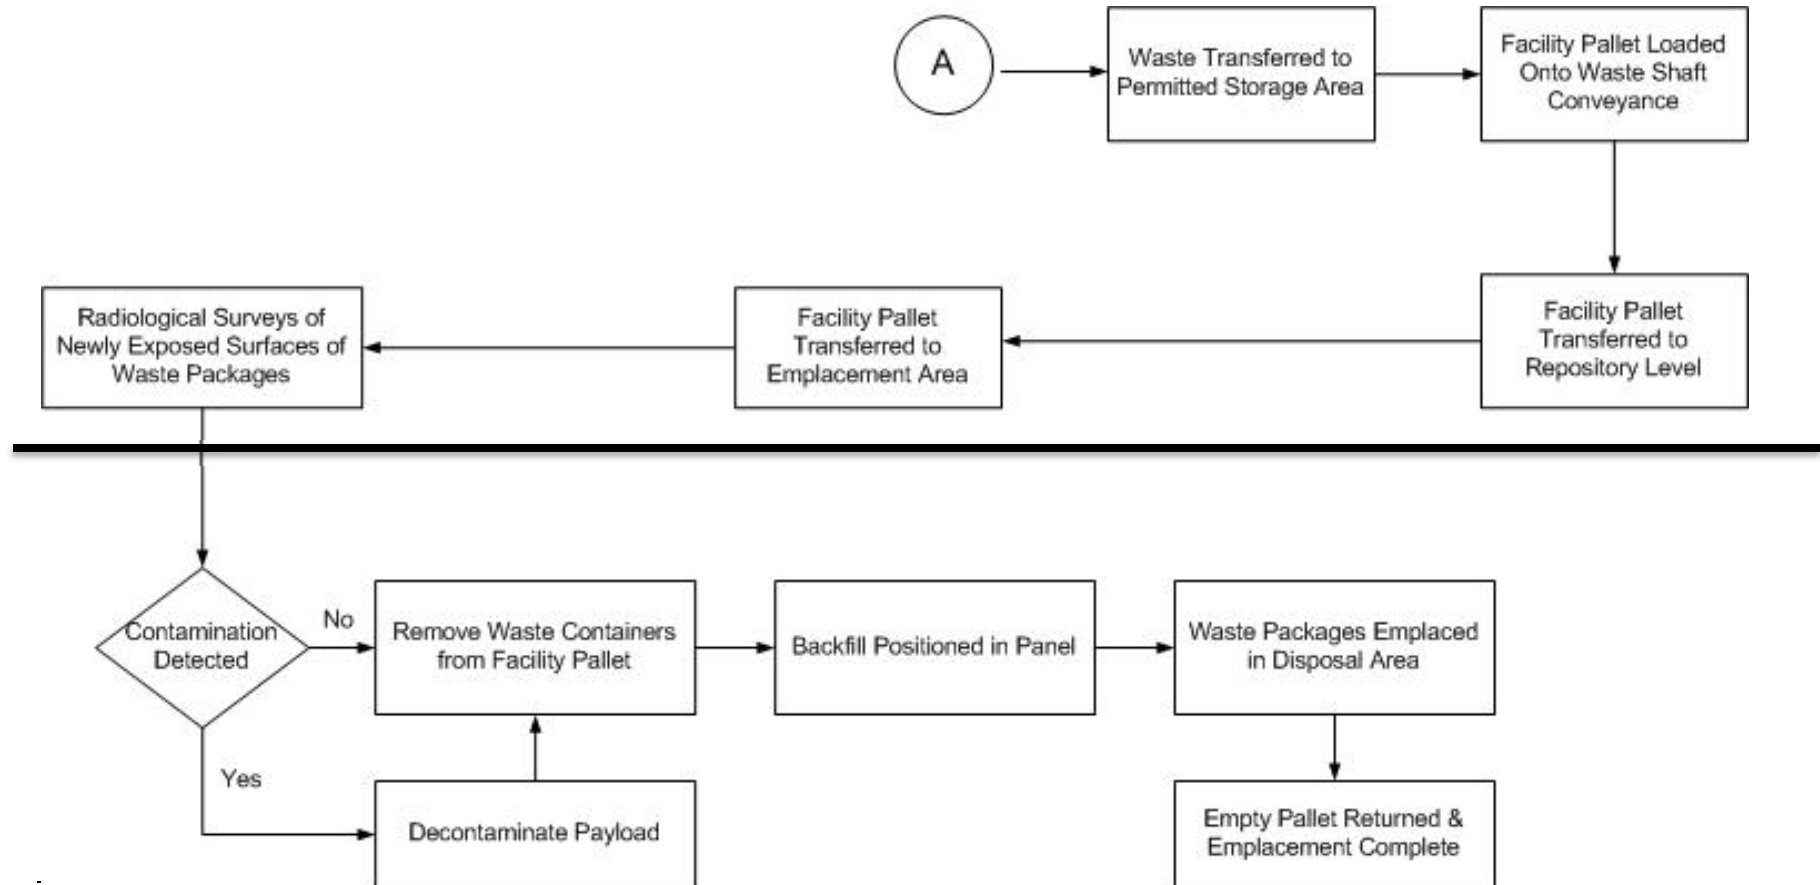 A
Waste Transferred to
Permitted Storage Area
Facility Pallet Loaded
Onto Waste Shaft
Conveyance
Facility Pallet
Transferred to
Repository Level
Facility Pallet
Transferred to
Emplacement Area
Radiological Surveys of
Newly Exposed Surfaces of
Waste Packages
Contamination
Detected
No
Yes
Decontaminate Payload
Remove Waste Containers
from Facility Pallet
Backfill Positioned in Panel
Waste Packages Emplaced
in Disposal Area
Empty Pallet Returned &
Emplacement Complete